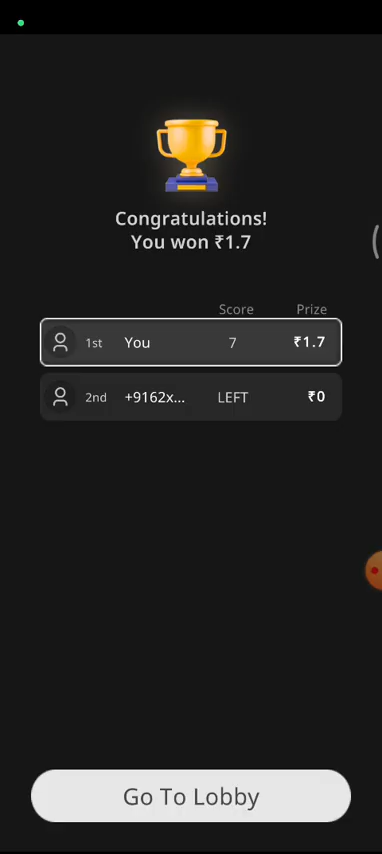 Congratulations!
You won ₹1.7
Score Prize
1st You 7 ₹1.7
2nd +9162x... LEFT ₹0
Go To Lobby